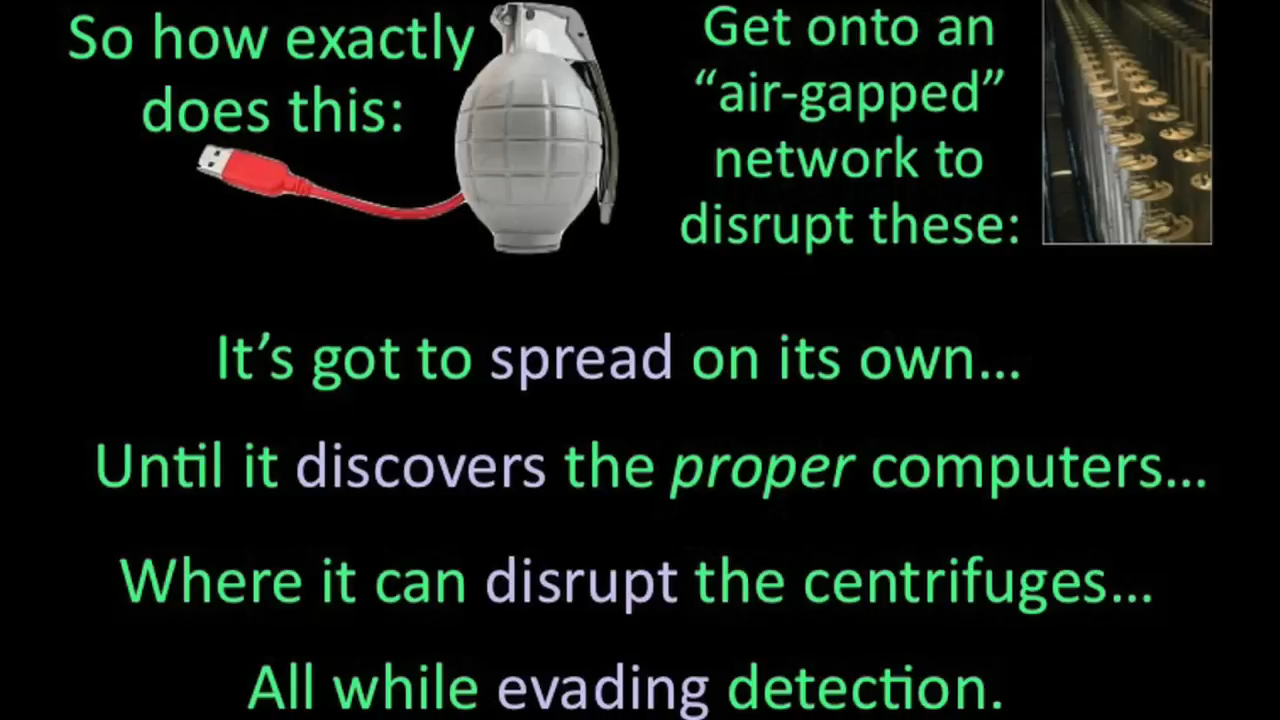 So how exactly
does this:
Get onto an
“air-gapped”
network to
disrupt these:
It’s got to spread on its own...
Until it discovers the proper computers...
Where it can disrupt the centrifuges...
All while evading detection.